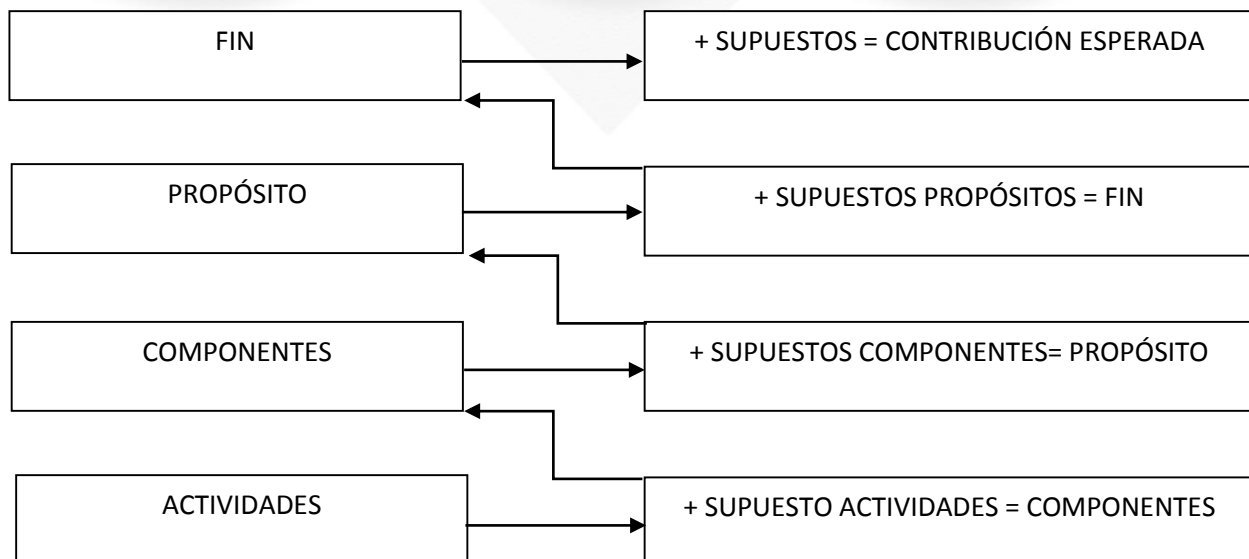 FIN
+ SUPUESTOS = CONTRIBUCIÓN ESPERADA
PROPÓSITO
+ SUPUESTOS PROPÓSITOS = FIN
COMPONENTES
+ SUPUESTOS COMPONENTES= PROPÓSITO
ACTIVIDADES
+ SUPUESTO ACTIVIDADES = COMPONENTES